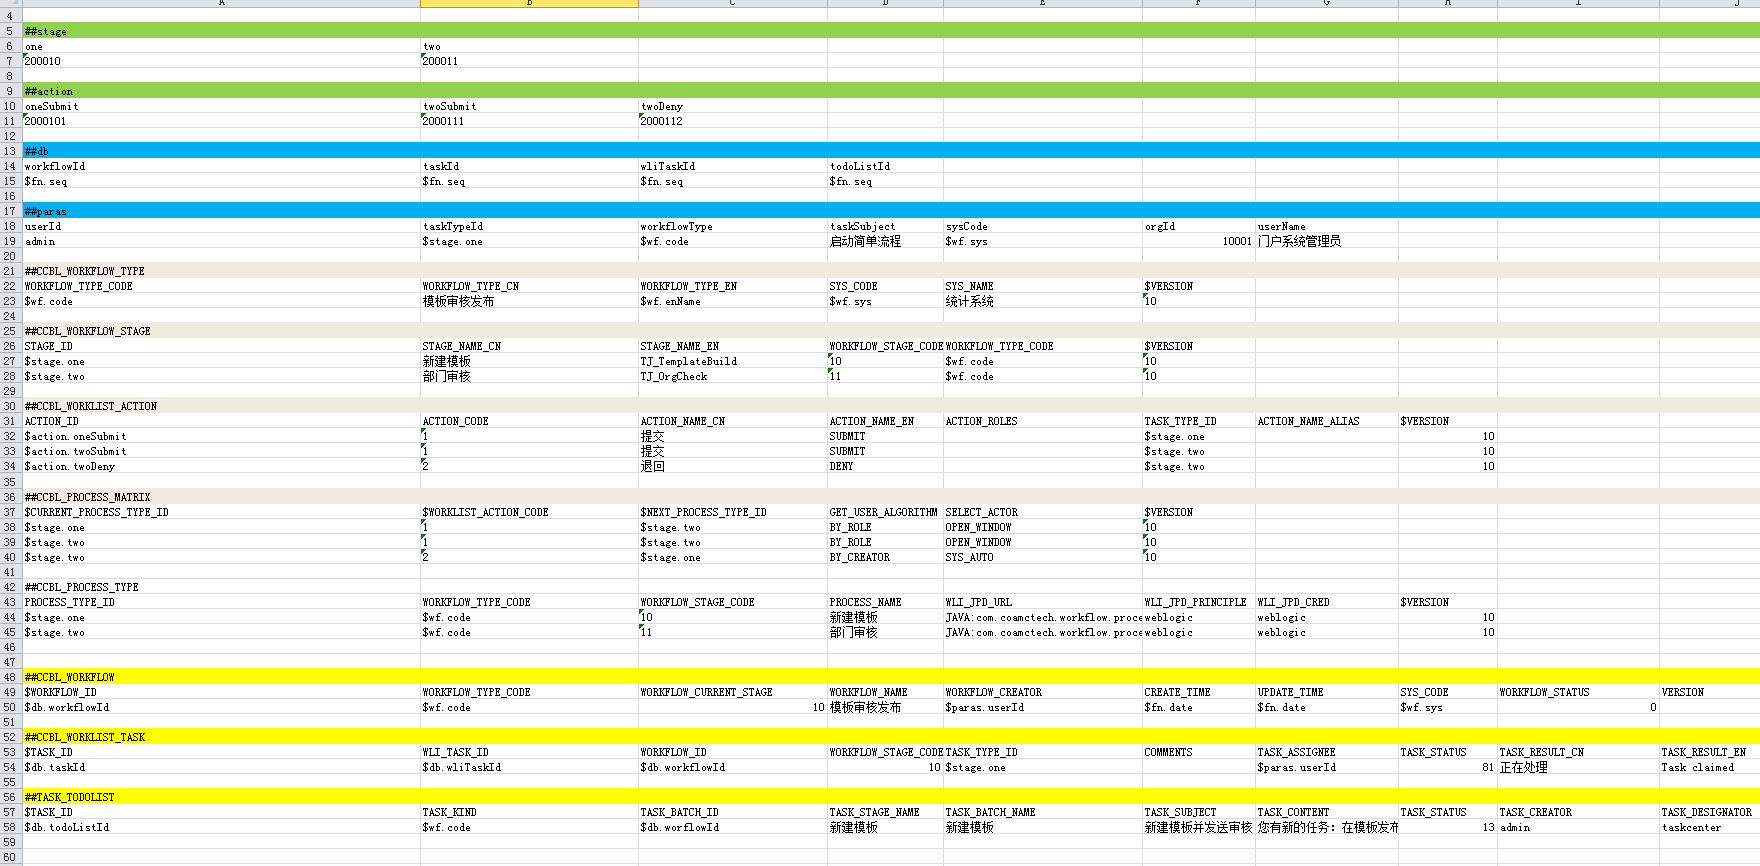 A B C D E F G H I J
4
5 ##stage
6 one two
7 200010 200011
8
9 ##action
10 oneSubmit twoSubmit twoDeny
11 2000101 2000111 2000112
12
13 ##db
14 workflowId taskId wliTaskId todoListId
15 $fn.seq $fn.seq $fn.seq $fn.seq
16
17 ##paras
18 userId taskTypeId workflowType taskSubject sysCode orgId userName
19 admin $stage.one $wf.code 启动简单流程 $wf.sys 10001 门户系统管理员
20
21 ##CCBL_WORKFLOW_TYPE
22 WORKFLOW_TYPE_CODE WORKFLOW_TYPE_CN WORKFLOW_TYPE_EN SYS_CODE SYS_NAME $VERSION
23 $wf.code 模板审核发布 $wf.enName $wf.sys 统计系统 10
24
25 ##CCBL_WORKFLOW_STAGE
26 STAGE_ID STAGE_NAME_CN STAGE_NAME_EN WORKFLOW_STAGE_CODE WORKFLOW_TYPE_CODE $VERSION
27 $stage.one 新建模板 TJ_TemplateBuild 10 $wf.code 10
28 $stage.two 部门审核 TJ_OrgCheck 11 $wf.code 10
29
30 ##CCBL_WORKLIST_ACTION
31 ACTION_ID ACTION_CODE ACTION_NAME_CN ACTION_NAME_EN ACTION_ROLES TASK_TYPE_ID ACTION_NAME_ALIAS $VERSION
32 $action.oneSubmit 1 提交 SUBMIT $stage.one 10
33 $action.twoSubmit 1 提交 SUBMIT $stage.two 10
34 $action.twoDeny 2 退回 DENY $stage.two 10
35
36 ##CCBL_PROCESS_MATRIX
37 $CURRENT_PROCESS_TYPE_ID $WORKLIST_ACTION_CODE $NEXT_PROCESS_TYPE_ID GET_USER_ALGORITHM SELECT_ACTOR $VERSION
38 $stage.one 1 $stage.two BY_ROLE OPEN_WINDOW 10
39 $stage.two 1 $stage.two BY_ROLE OPEN_WINDOW 10
40 $stage.two 2 $stage.one BY_CREATOR SYS_AUTO 10
41
42 ##CCBL_PROCESS_TYPE
43 PROCESS_TYPE_ID WORKFLOW_TYPE_CODE WORKFLOW_STAGE_CODE PROCESS_NAME WLI_JPD_URL WLI_JPD_PRINCIPLE WLI_JPD_CRED $VERSION
44 $stage.one $wf.code 10 新建模板 JAVA:com.coamctech.workflow.proce weblogic weblogic 10
45 $stage.two $wf.code 11 部门审核 JAVA:com.coamctech.workflow.proce weblogic weblogic 10
46
47
48 ##CCBL_WORKFLOW
49 $WORKFLOW_ID WORKFLOW_TYPE_CODE WORKFLOW_CURRENT_STAGE WORKFLOW_NAME WORKFLOW_CREATOR CREATE_TIME UPDATE_TIME SYS_CODE WORKFLOW_STATUS VERSION
50 $db.workflowId $wf.code 10 模板审核发布 $paras.userId $fn.date $fn.date $wf.sys 0
51
52 ##CCBL_WORKLIST_TASK
53 $TASK_ID WLI_TASK_ID WORKFLOW_ID WORKFLOW_STAGE_CODE TASK_TYPE_ID COMMENTS TASK_ASSIGNEE TASK_STATUS TASK_RESULT_CN TASK_RESULT_EN
54 $db.taskId $db.wliTaskId $db.workflowId 10 $stage.one $paras.userId 81 正在处理 Task claimed
55
56 ##TASK_TODOLIST
57 $TASK_ID TASK_KIND TASK_BATCH_ID TASK_STAGE_NAME TASK_BATCH_NAME TASK_SUBJECT TASK_CONTENT TASK_STATUS TASK_CREATOR TASK_DESIGNATOR
58 $db.todoListId $wf.code $db.worflowId 新建模板 新建模板 新建模板并发送审核 您有新的任务：在模板发布 13 admin taskcenter
59
60